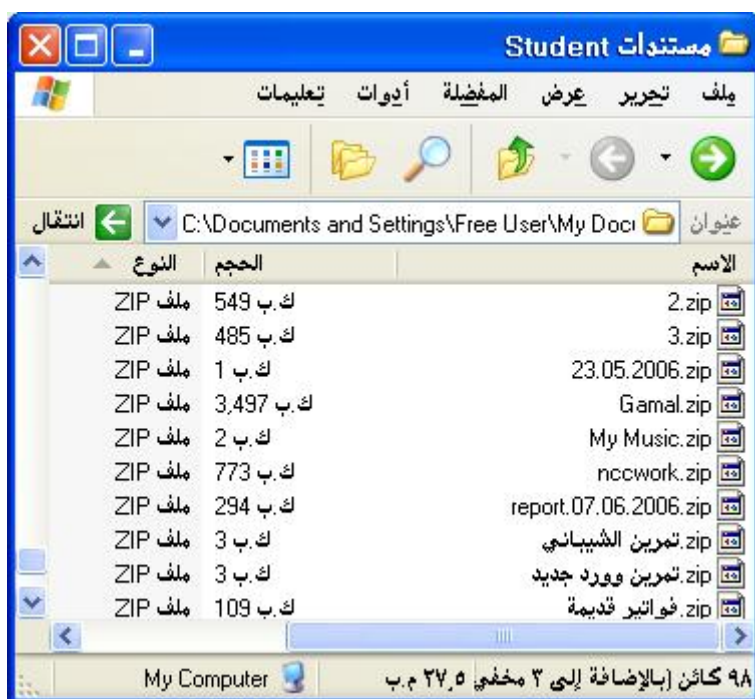 مستندات Student
ملف تحرير عرض المفضلة أدوات تعليمات
عنوان C:\Documents and Settings\Free User\My Doc انتقال
الاسم الحجم النوع
2.zip 549 ك.ب ملف ZIP
3.zip 485 ك.ب ملف ZIP
23.05.2006.zip 1 ك.ب ملف ZIP
Gamal.zip 3,497 ك.ب ملف ZIP
My Music.zip 2 ك.ب ملف ZIP
nccwork.zip 773 ك.ب ملف ZIP
report.07.06.2006.zip 294 ك.ب ملف ZIP
تمرين الشيباني.zip 3 ك.ب ملف ZIP
تمرين وورد جديد.zip 3 ك.ب ملف ZIP
فواتير قديمة.zip 109 ك.ب ملف ZIP
٩٨ كائن (بالإضافة إلى ٣ مخفي ٢٧٫٥ م.ب My Computer